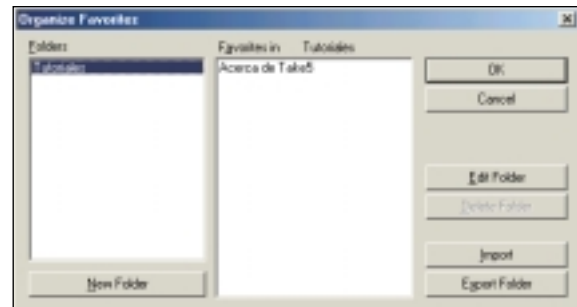 Organize Favorites
Folders
Favorites in Tutoriales
Tutoriales
Acerca de Take5
OK
Cancel
Edit Folder
Delete Folder
Import
New Folder
Export Folder